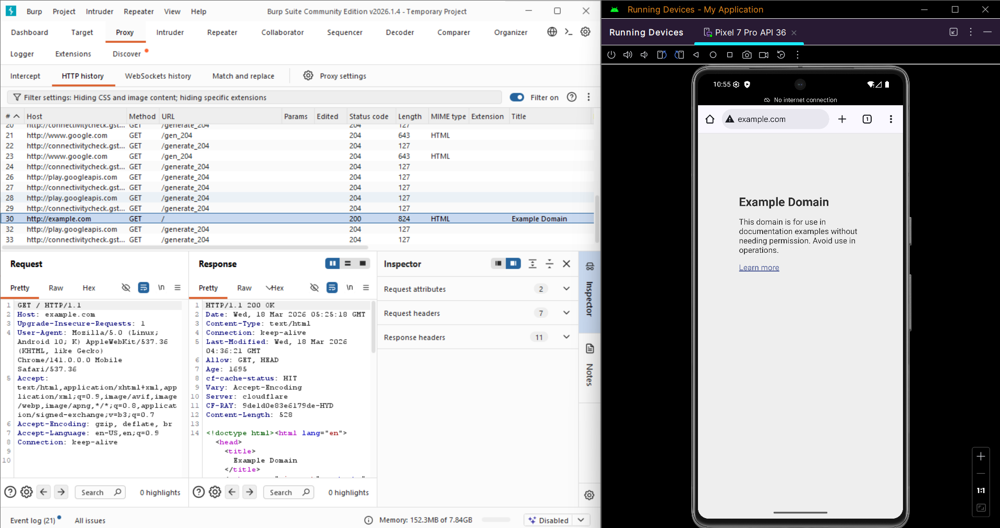 Burp Project Intruder Repeater View Help Burp Suite Community Edition v2026.1.4 - Temporary Project
Dashboard Target Proxy Intruder Repeater Collaborator Sequencer Decoder Comparer Organizer
Logger Extensions Discover
Intercept HTTP history WebSockets history Match and replace Proxy settings
Filter settings: Hiding CSS and image content; hiding specific extensions Filter on
# Host Method URL Params Edited Status code Length MIME type Extension Title
20 http://connectivitycheck.gst... GET /generate_204 204 127
21 http://www.google.com GET /gen_204 204 643 HTML
22 http://connectivitycheck.gst... GET /generate_204 204 127
23 http://www.google.com GET /gen_204 204 643 HTML
24 http://connectivitycheck.gst... GET /generate_204 204 127
26 http://play.googleapis.com GET /generate_204 204 127
27 http://connectivitycheck.gst... GET /generate_204 204 127
28 http://play.googleapis.com GET /generate_204 204 127
29 http://connectivitycheck.gst... GET /generate_204 204 127
30 http://example.com GET / 200 824 HTML Example Domain
32 http://play.googleapis.com GET /generate_204 204 127
33 http://connectivitycheck.gst... GET /generate_204 204 127
Request
Pretty Raw Hex \n
1 GET / HTTP/1.1
2 Host: example.com
3 Upgrade-Insecure-Requests: 1
4 User-Agent: Mozilla/5.0 (Linux;
Android 10; K) AppleWebKit/537.36
(KHTML, like Gecko)
Chrome/141.0.0.0 Mobile
Safari/537.36
5 Accept:
text/html,application/xhtml+xml,app
lication/xml;q=0.9,image/avif,image
/webp,image/apng,*/*;q=0.8,applicat
ion/signed-exchange;v=b3;q=0.7
6 Accept-Encoding: gzip, deflate, br
7 Accept-Language: en-US,en;q=0.9
8 Connection: keep-alive
9
10
Search 0 highlights
Response
Pretty Raw Hex \n
1 HTTP/1.1 200 OK
2 Date: Wed, 18 Mar 2026 05:25:18 GMT
3 Content-Type: text/html
4 Connection: keep-alive
5 Last-Modified: Wed, 18 Mar 2026
04:36:21 GMT
6 Allow: GET, HEAD
7 Age: 1695
8 cf-cache-status: HIT
9 Vary: Accept-Encoding
10 Server: cloudflare
11 CF-RAY: 9de1d0e83e6179de-HYD
12 Content-Length: 528
13
14 <!doctype html><html lang="en">
<head>
<title>
Example Domain
</title>
Search 0 highlights
Inspector
Request attributes 2
Request headers 7
Response headers 11
Inspector
Notes
Event log (21) All issues Memory: 152.3MB of 7.84GB Disabled
Running Devices - My Application
Running Devices Pixel 7 Pro API 36
10:55
No internet connection
example.com 1
Example Domain
This domain is for use in
documentation examples without
needing permission. Avoid use in
operations.
Learn more
1:1